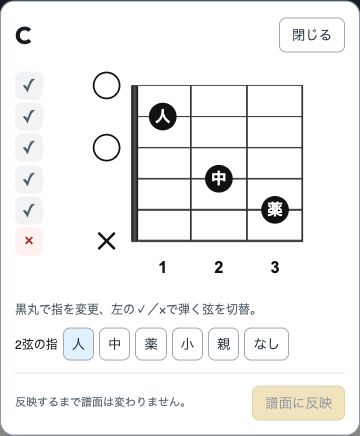 C
閉じる
✓
✓
✓
✓
✓
×
人
中
薬
1 2 3
黒丸で指を変更、左の✓／×で弾く弦を切替。
2弦の指 人 中 薬 小 親 なし
反映するまで譜面は変わりません。
譜面に反映